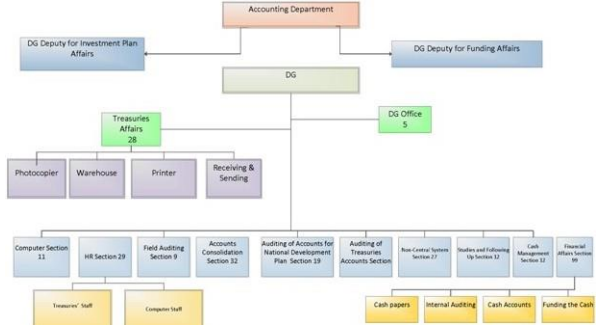 Accounting Department
DG Deputy for Investment Plan
Affairs
DG Deputy for Funding Affairs
DG
DG Office
5
Treasuries
Affairs
28
Photocopier
Warehouse
Printer
Receiving &
Sending
Computer Section
11
HR Section 29
Field Auditing
Section 9
Accounts
Consolidation
Section 32
Auditing of Accounts for
National Development
Plan Section 19
Auditing of
Treasuries
Accounts Section
Non-Central System
Section 27
Studies and Following
Up Section 12
Cash
Management
Section 12
Financial
Affairs Section
99
Treasuries' Staff
Computer Staff
Cash papers
Internal Auditing
Cash Accounts
Funding the Cash